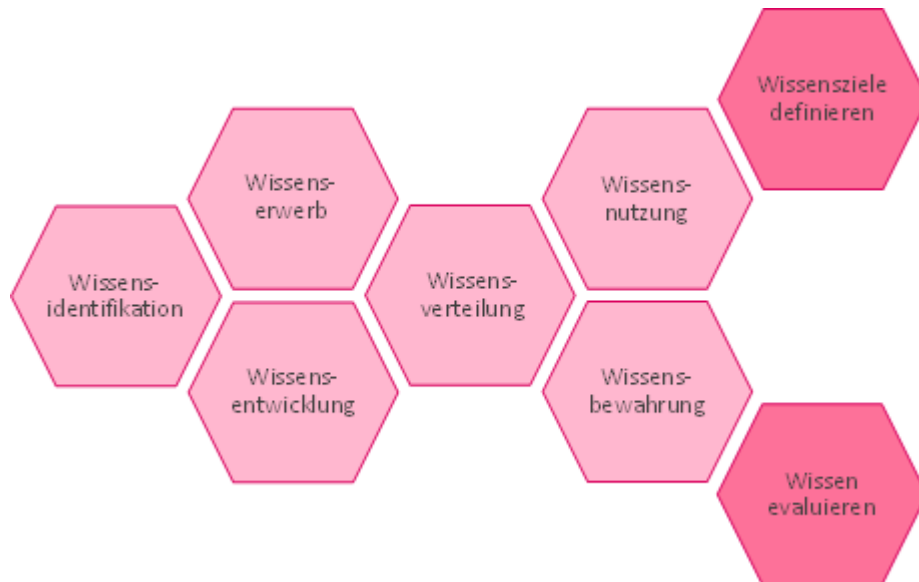 Wissensziele
definieren
Wissens-
erwerb
Wissens-
nutzung
Wissens-
identifikation
Wissens-
verteilung
Wissens-
entwicklung
Wissens-
bewahrung
Wissen
evaluieren